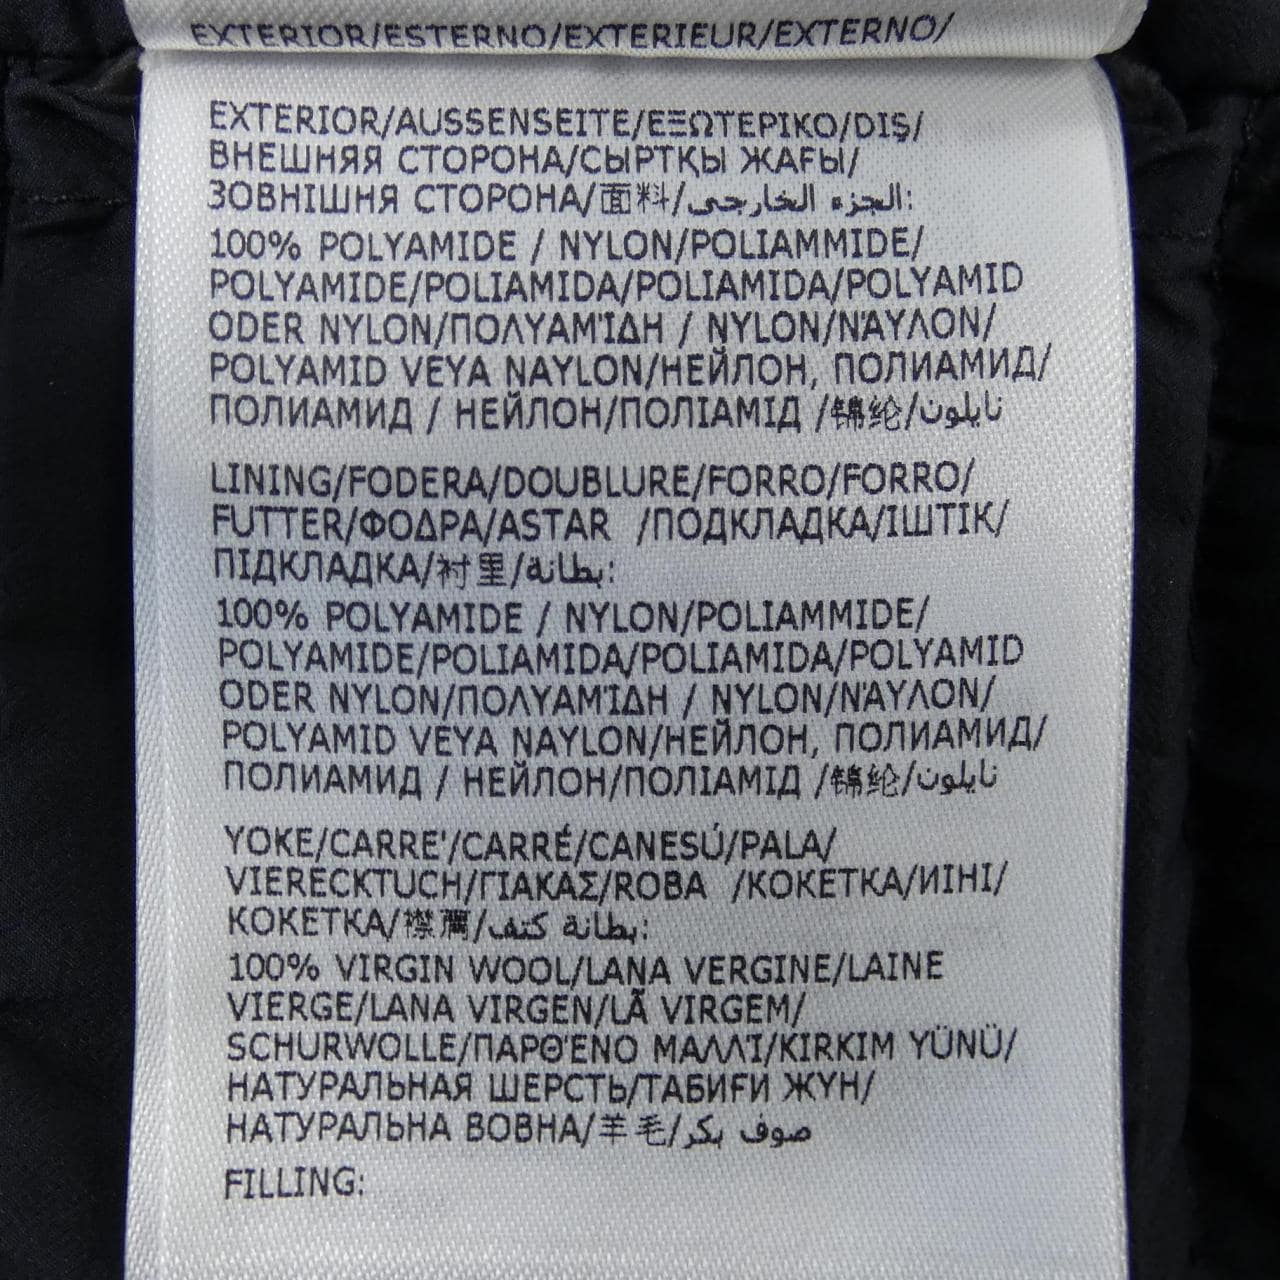 EXTERIOR/ESTERNO/EXTERIEUR/EXTERNO/
EXTERIOR/AUSSENSEITE/ΕΞΩΤΕΡΙΚΟ/DIŞ/
ВНЕШНЯЯ СТОРОНА/СЫРТҚЫ ЖАҒЫ/
ЗОВНІШНЯ СТОРОНА/面料/الجزء الخارجي:
100% POLYAMIDE / NYLON/POLIAMMIDE/
POLYAMIDE/POLIAMIDA/POLIAMIDA/POLYAMID
ODER NYLON/ΠΟΛΥΑΜΊΔΗ / NYLON/ΝΆΥΛΟΝ/
POLYAMID VEYA NAYLON/НЕЙЛОН, ПОЛИАМИД/
ПОЛИАМИД / НЕЙЛОН/ПОЛІАМІД /锦纶/نايلون
LINING/FODERA/DOUBLURE/FORRO/FORRO/
FUTTER/ΦΟΔΡΑ/ASTAR /ПОДКЛАДКА/ІШТІК/
ПІДКЛАДКА/衬里/بطانة:
100% POLYAMIDE / NYLON/POLIAMMIDE/
POLYAMIDE/POLIAMIDA/POLIAMIDA/POLYAMID
ODER NYLON/ΠΟΛΥΑΜΊΔΗ / NYLON/ΝΆΥΛΟΝ/
POLYAMID VEYA NAYLON/НЕЙЛОН, ПОЛИАМИД/
ПОЛИАМИД / НЕЙЛОН/ПОЛІАМІД /锦纶/نايلون
YOKE/CARRE'/CARRÉ/CANESÚ/PALA/
VIERECKTUCH/ΓΙΑΚΑΣ/ROBA /КОКЕТКА/ИІНІ/
КОКЕТКА/بطانة كتف:
100% VIRGIN WOOL/LANA VERGINE/LAINE
VIERGE/LANA VIRGEN/LÃ VIRGEM/
SCHURWOLLE/ΠΑΡΘΈΝΟ ΜΑΛΛΊ/KIRKIM YÜNÜ/
НАТУРАЛЬНАЯ ШЕРСТЬ/ТАБИҒИ ЖҮН/
НАТУРАЛЬНА ВОВНА/羊毛/صوف بكر
FILLING: